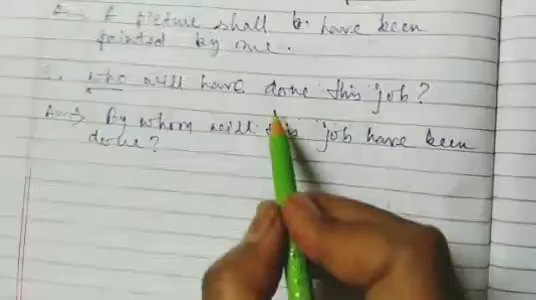 A picture shall b. have been
painted by me.
who will have done this job?
Ans⇒ By whom will this job have been
done?